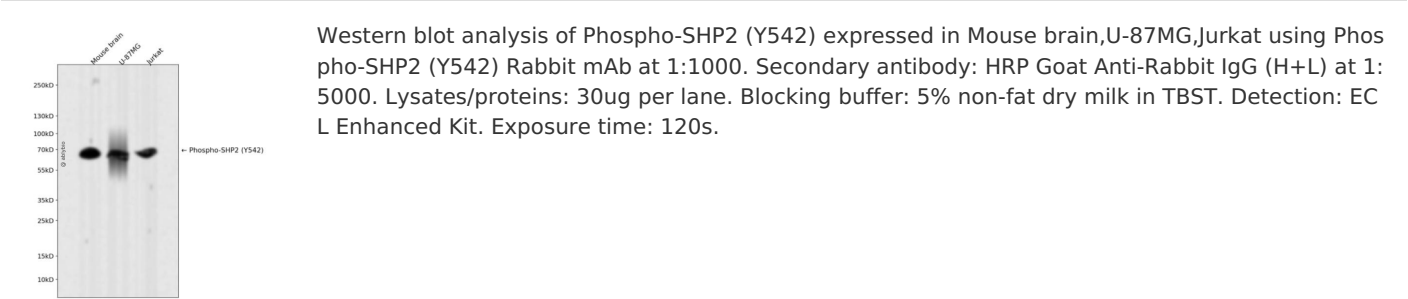 Mouse brain
U-87MG
Jurkat
250kD
130kD
100kD
70kD
55kD
35kD
25kD
15kD
10kD
@ abybio
← Phospho-SHP2 (Y542)
Western blot analysis of Phospho-SHP2 (Y542) expressed in Mouse brain,U-87MG,Jurkat using Phos
pho-SHP2 (Y542) Rabbit mAb at 1:1000. Secondary antibody: HRP Goat Anti-Rabbit IgG (H+L) at 1:
5000. Lysates/proteins: 30ug per lane. Blocking buffer: 5% non-fat dry milk in TBST. Detection: EC
L Enhanced Kit. Exposure time: 120s.